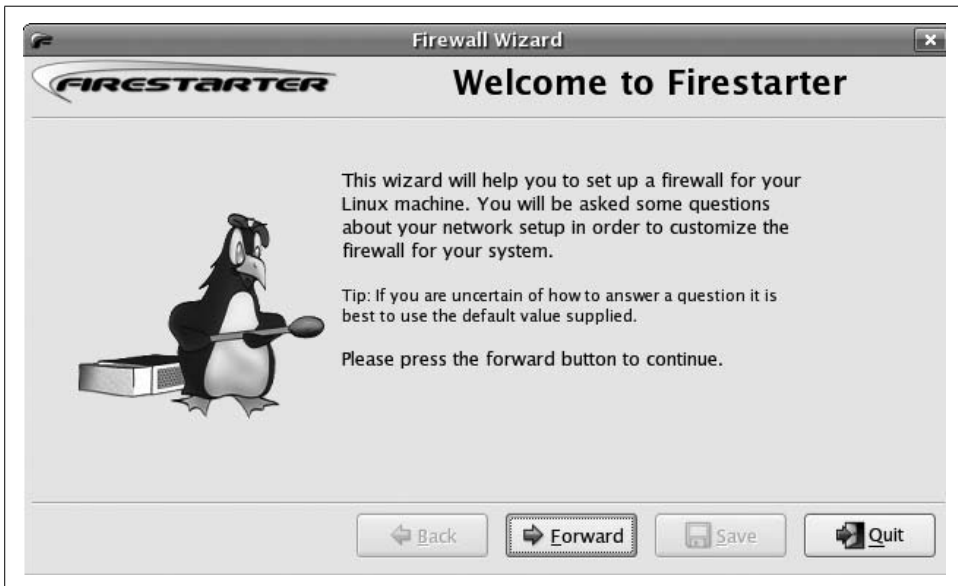 Firewall Wizard
FIRESTARTER
Welcome to Firestarter
This wizard will help you to set up a firewall for your
Linux machine. You will be asked some questions
about your network setup in order to customize the
firewall for your system.
Tip: If you are uncertain of how to answer a question it is
best to use the default value supplied.
Please press the forward button to continue.
Back
Forward
Save
Quit